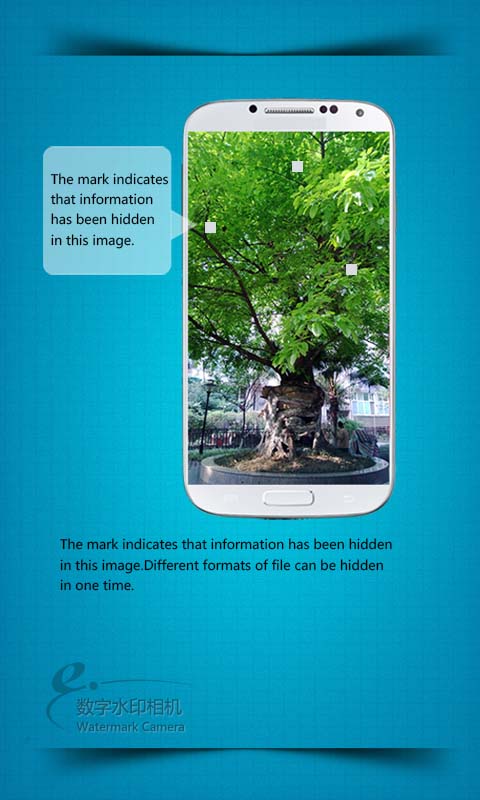 The mark indicates
that information
has been hidden
in this image.
The mark indicates that information has been hidden
in this image.Different formats of file can be hidden
in one time.
数字水印相机
Watermark Camera